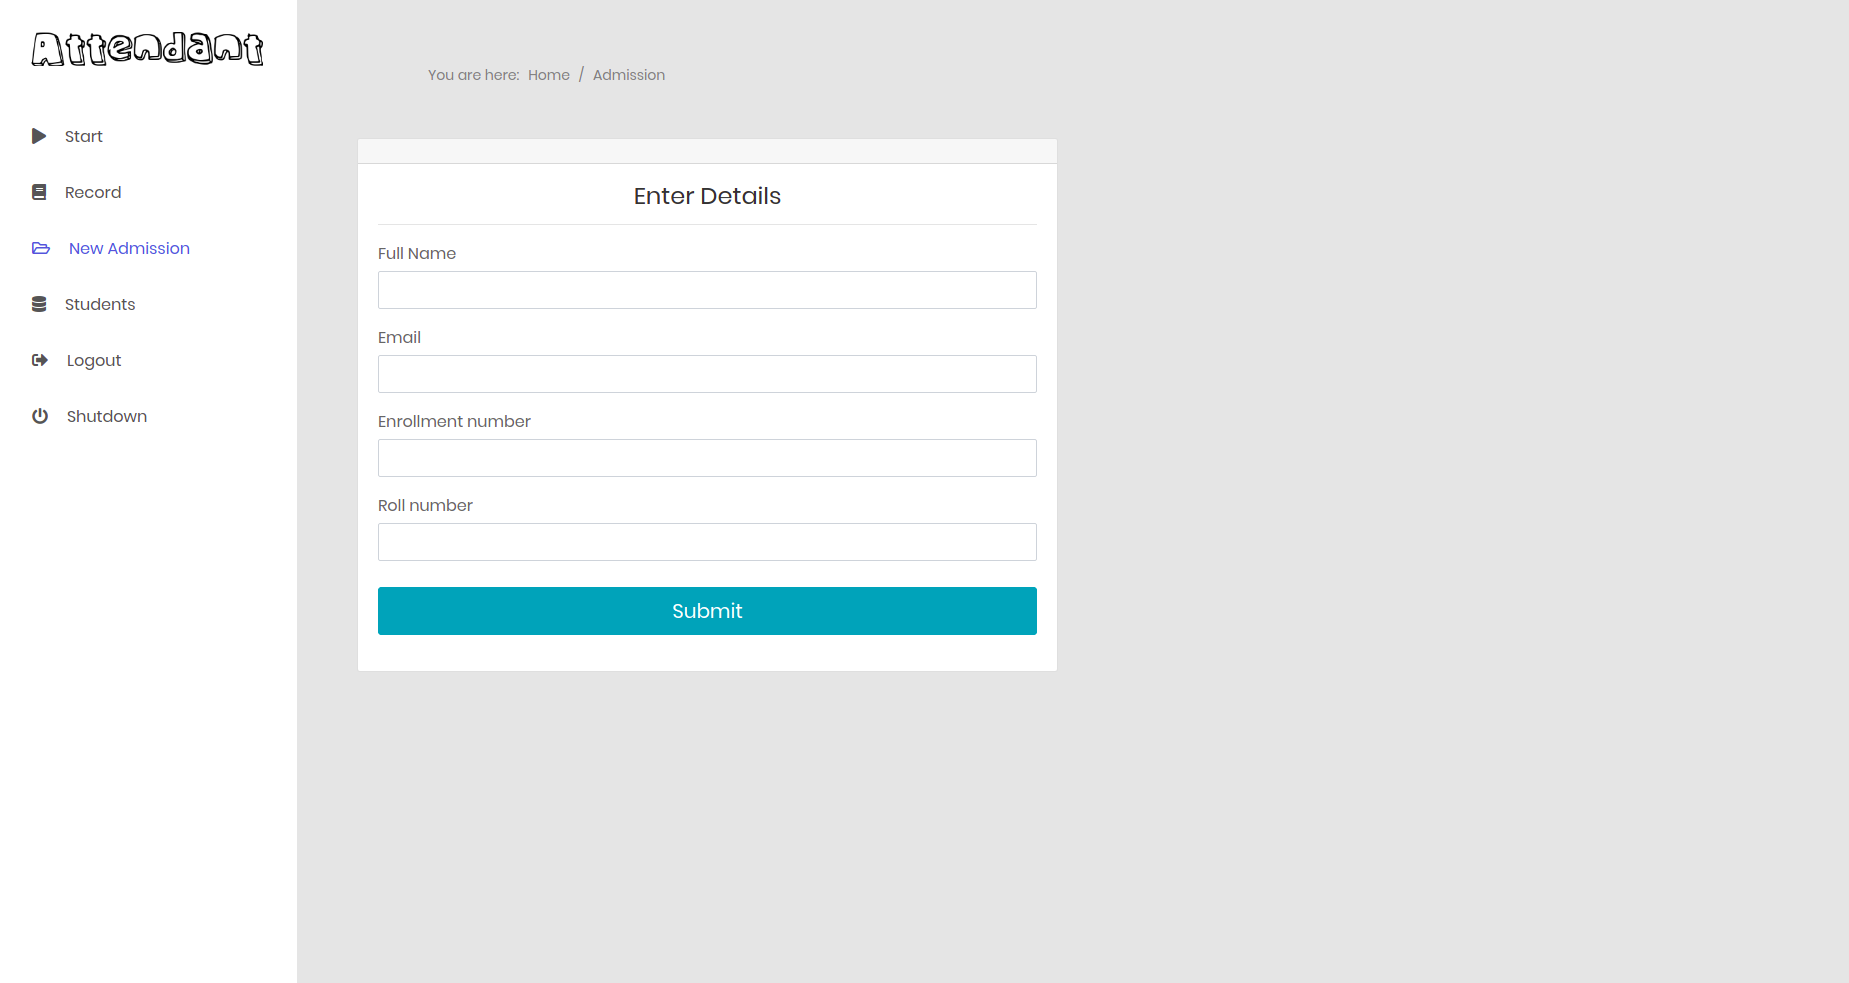 Attendant
Start
Record
New Admission
Students
Logout
Shutdown
You are here: Home / Admission
Enter Details
Full Name
Email
Enrollment number
Roll number
Submit